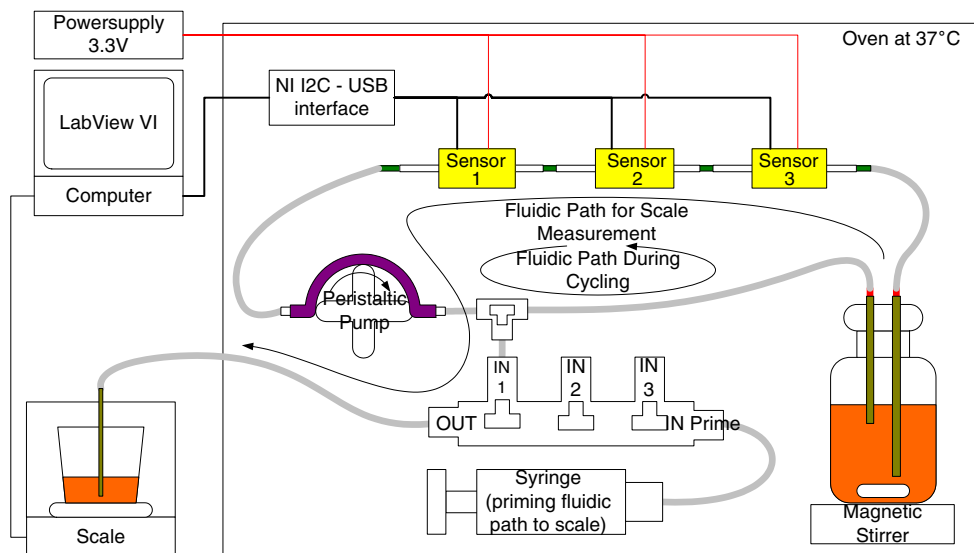 Powersupply
3.3V
Oven at 37°C
NI I2C - USB
interface
LabView VI
Computer
Sensor
1
Sensor
2
Sensor
3
Fluidic Path for Scale
Measurement
Fluidic Path During
Cycling
Peristaltic
Pump
IN
1
IN
2
IN
3
OUT
IN Prime
Syringe
(priming fluidic
path to scale)
Scale
Magnetic
Stirrer